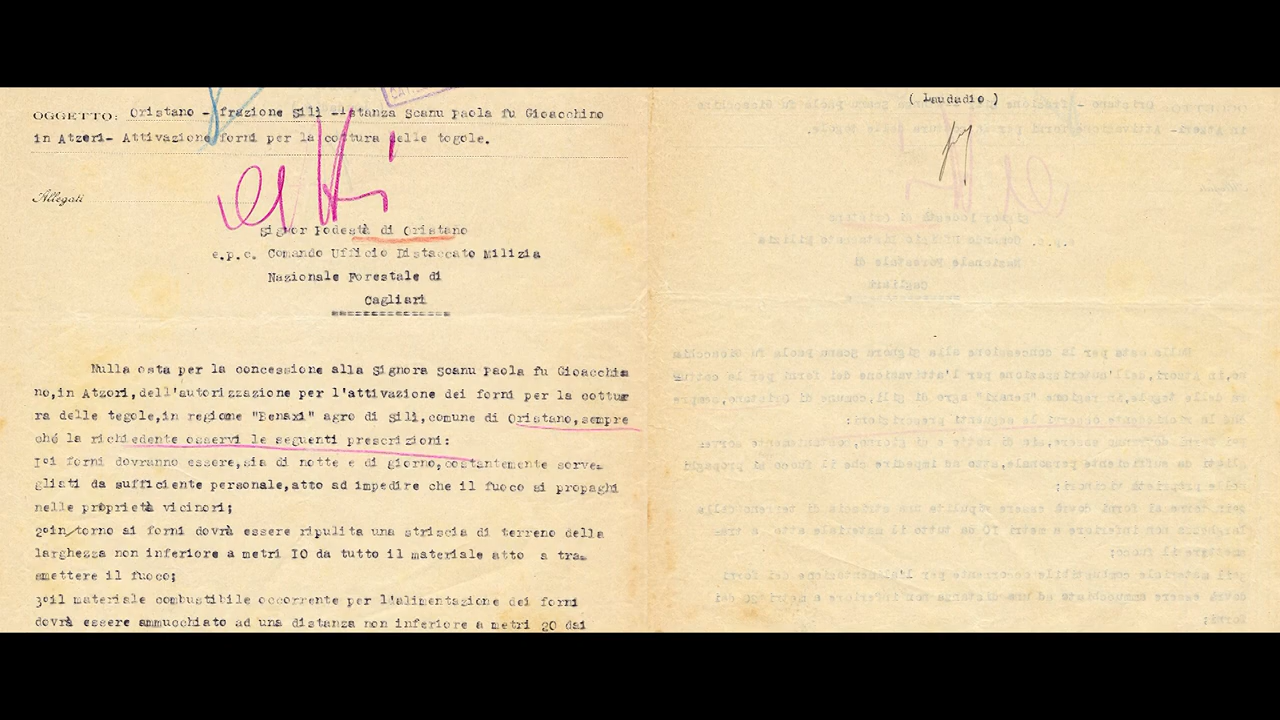 OGGETTO: Oristano - frazione Silì -istanza Scanu paola fu Gioacchino
in Atzeri- Attivazione forni per la cottura delle togole.
Allegati
Signor Podestà di Oristano
e.p.c. Comando Ufficio Distaccato Milizia
Nazionale Forestale di
Cagliari
==================
Nulla osta per la concessione alla Signora Scanu Paola fu Gioacchi
no,in Atzori,dell'autorizzazione per l'attivazione dei forni per la cottur
ra delle tegole,in regione "Benaxi" agro di Silì,comune di Oristano,sempre
ché la richiedente osservi le seguenti prescrizioni:
I°i forni dovranno essere,sia di notte e di giorno,costantemente sorve=
gliati da sufficiente personale,atto ad impedire che il fuoco si propaghi
nelle proprietà vicinori;
2°in/torno ai forni dovrà essere ripulita una striscia di terreno della
larghezza non inferiore a metri IO da tutto il materiale atto a tra=
smettere il fuoco;
3°il materiale combustibile occorrente per l'alimentazione dei forni
dovrà essere ammucchiato ad una distanza non inferiore a metri 20 dai
( Laudadio )